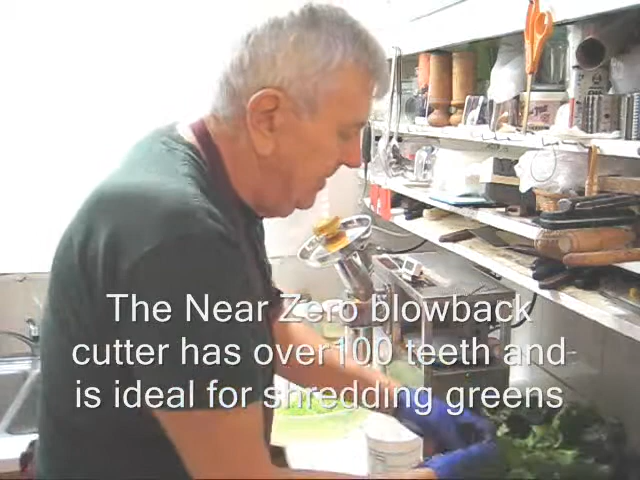 The Near Zero blowback
cutter has over100 teeth and
is ideal for shredding greens